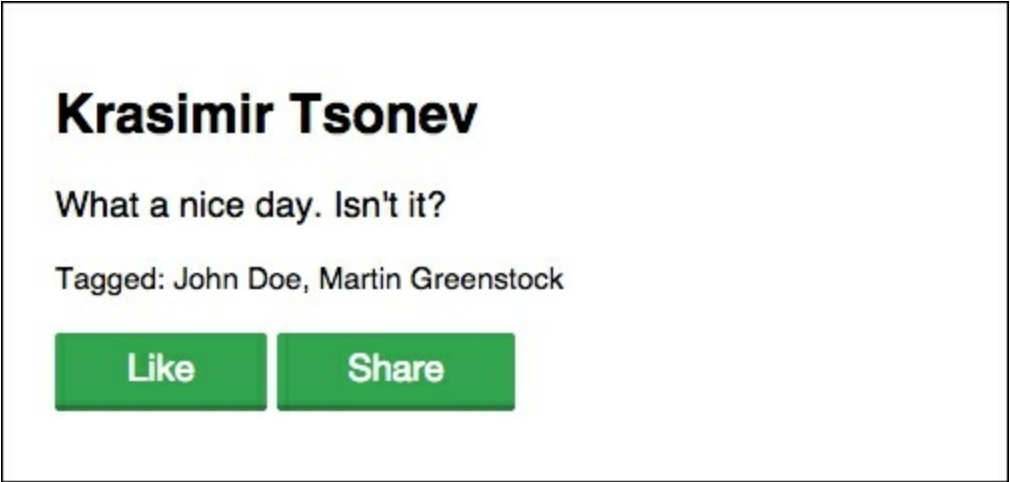 Krasimir Tsonev
What a nice day. Isn't it?
Tagged: John Doe, Martin Greenstock
Like Share